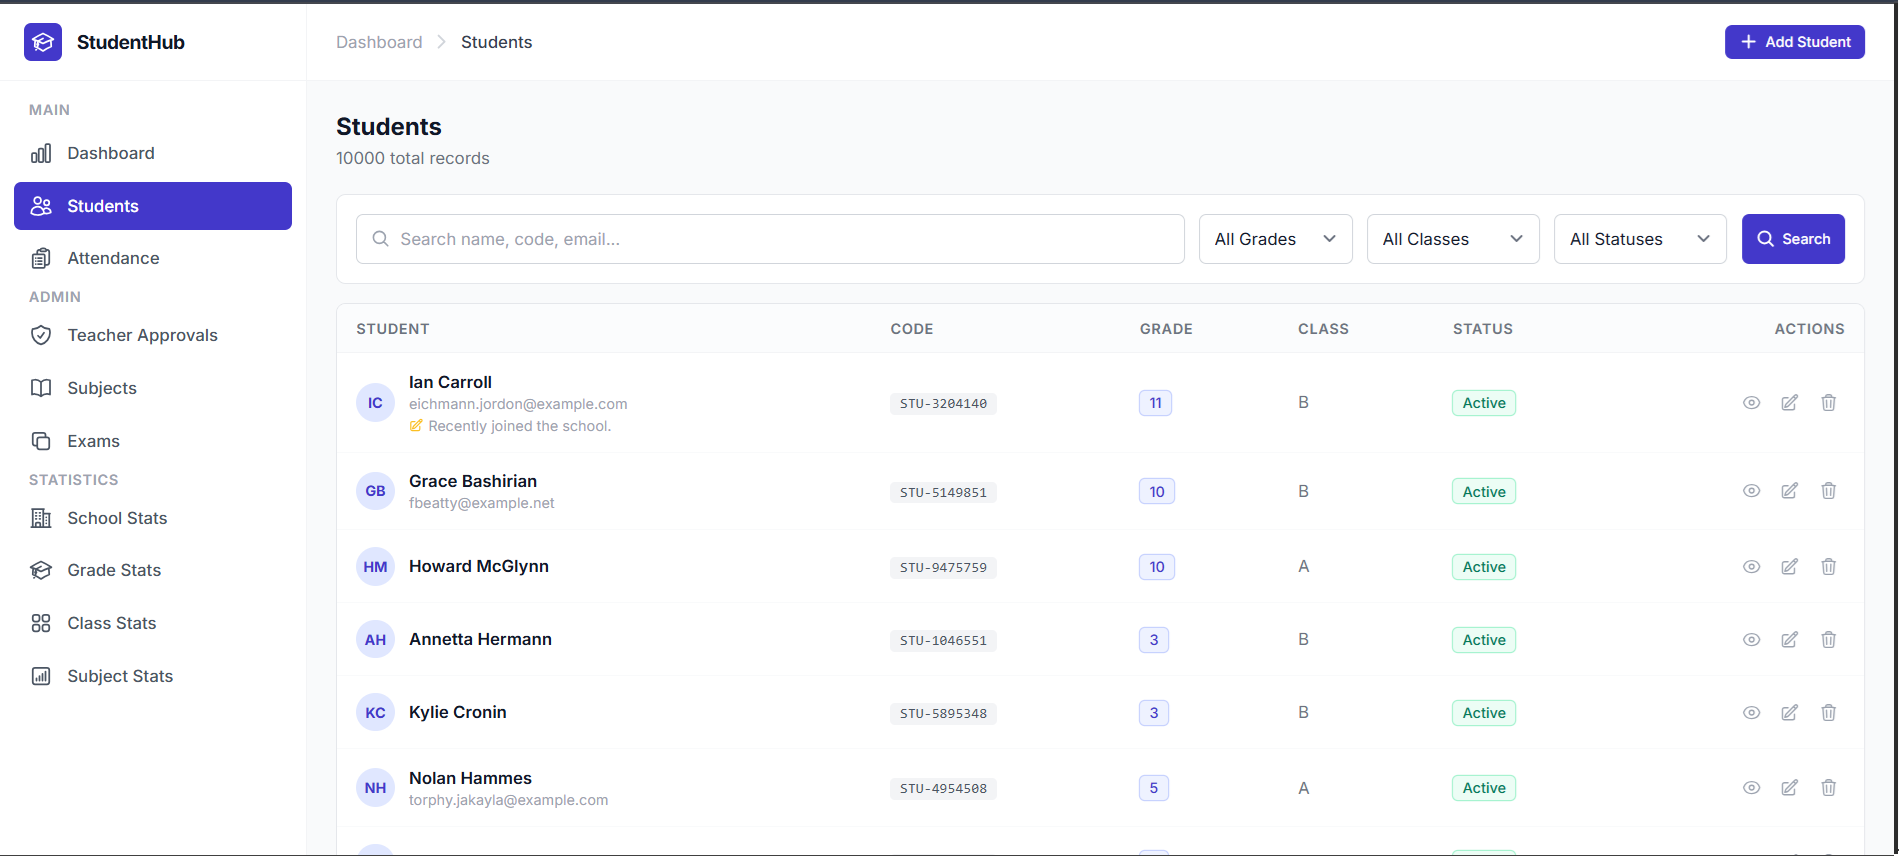 StudentHub
Dashboard > Students
Add Student
MAIN
Dashboard
Students
Attendance
ADMIN
Teacher Approvals
Subjects
Exams
STATISTICS
School Stats
Grade Stats
Class Stats
Subject Stats
Students
10000 total records
Search name, code, email...
All Grades
All Classes
All Statuses
Search
STUDENT CODE GRADE CLASS STATUS ACTIONS
IC
Ian Carroll
eichmann.jordon@example.com
Recently joined the school.
STU-3204140 11 B Active
GB
Grace Bashirian
fbeatty@example.net
STU-5149851 10 B Active
HM Howard McGlynn STU-9475759 10 A Active
AH Annetta Hermann STU-1046551 3 B Active
KC Kylie Cronin STU-5895348 3 B Active
NH
Nolan Hammes
torphy.jakayla@example.com
STU-4954508 5 A Active